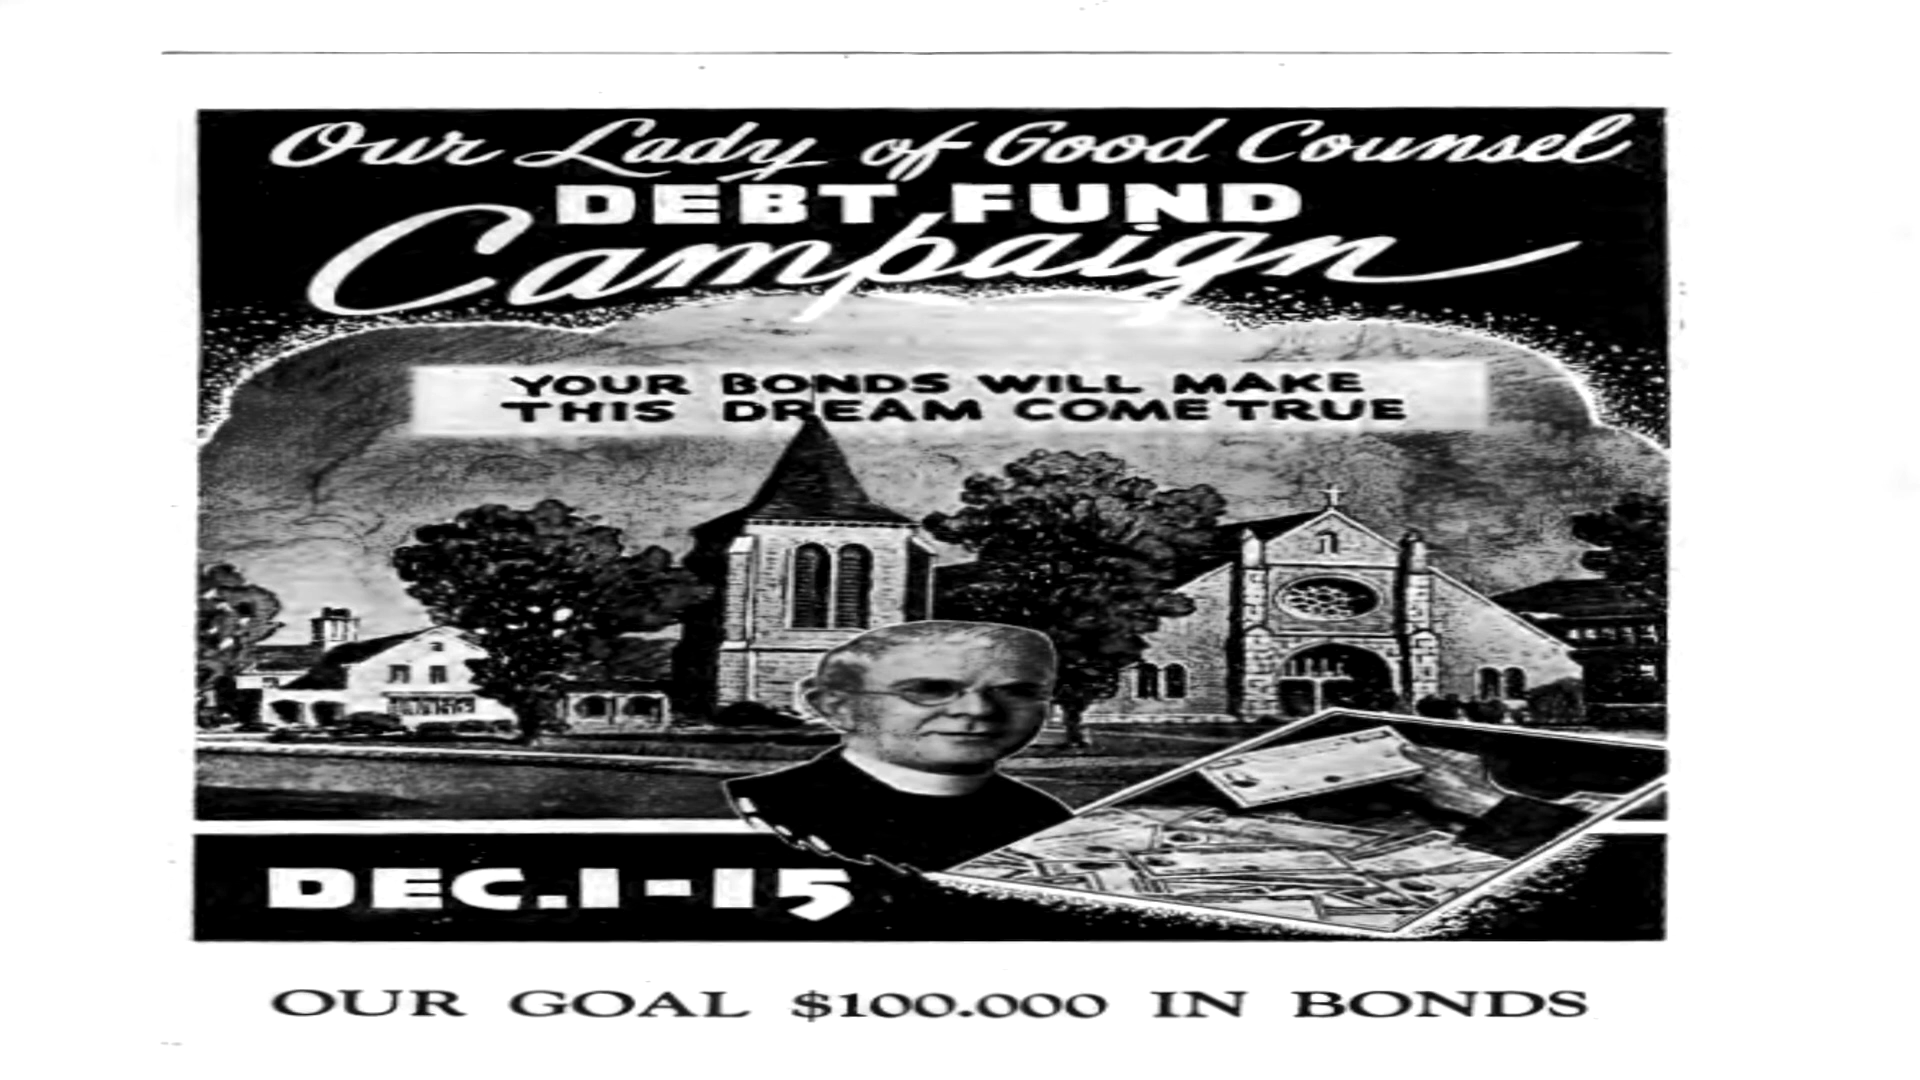 Our Lady of Good Counsel
DEBT FUND
Campaign
YOUR BONDS WILL MAKE
THIS DREAM COME TRUE
DEC. 1-15
OUR GOAL $100.000 IN BONDS